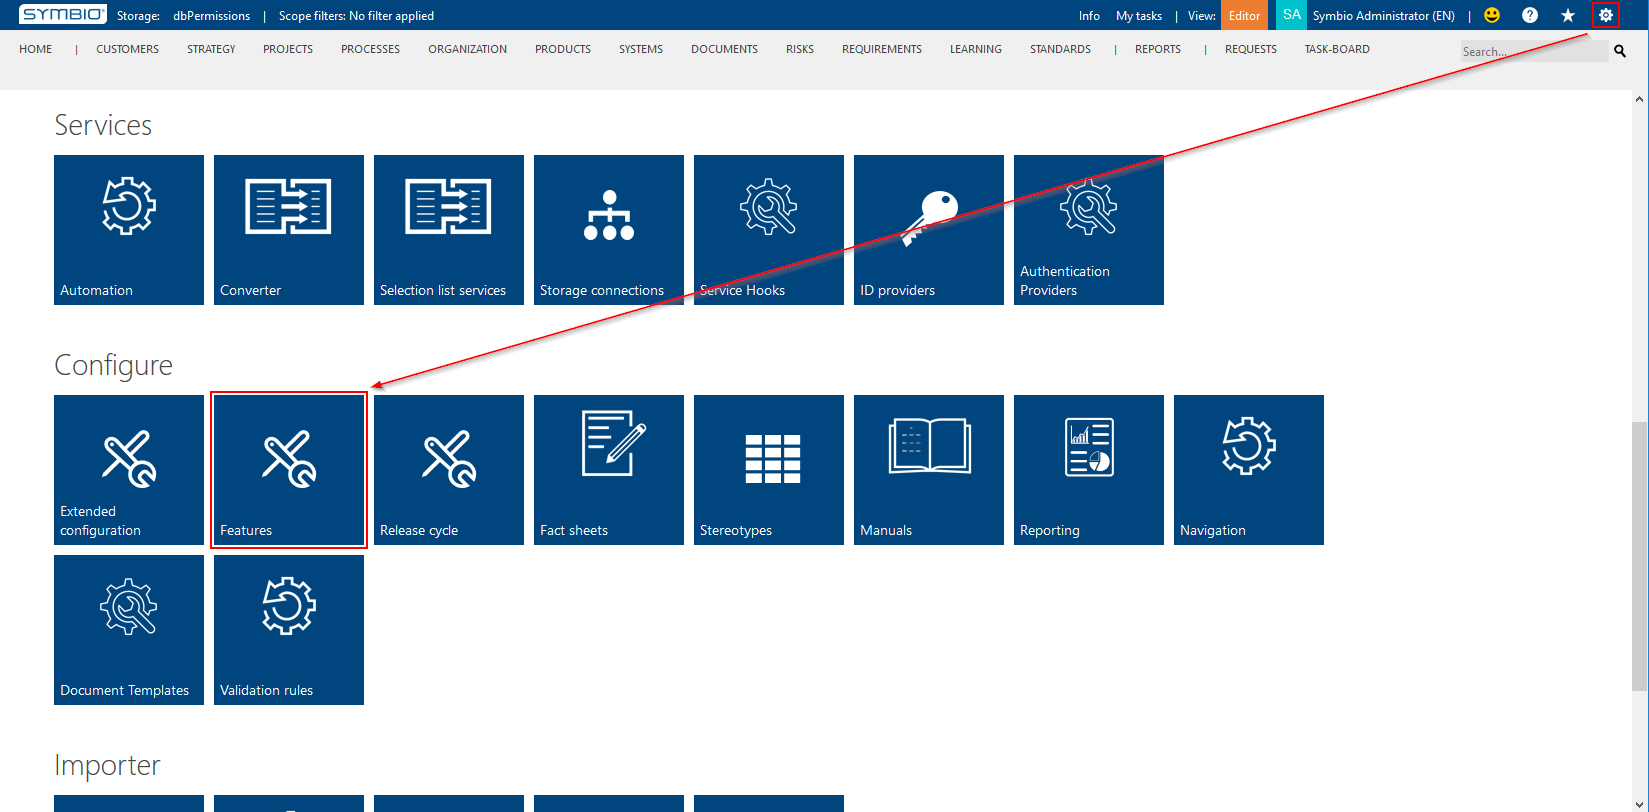 SYMBIO® Storage: dbPermissions | Scope filters: No filter applied Info My tasks | View: Editor SA Symbio Administrator (EN) |
HOME | CUSTOMERS STRATEGY PROJECTS PROCESSES ORGANIZATION PRODUCTS SYSTEMS DOCUMENTS RISKS REQUIREMENTS LEARNING STANDARDS | REPORTS | REQUESTS TASK-BOARD Search...
Services
Automation
Converter
Selection list services
Storage connections
Service Hooks
ID providers
Authentication
Providers
Configure
Extended
configuration
Features
Release cycle
Fact sheets
Stereotypes
Manuals
Reporting
Navigation
Document Templates
Validation rules
Importer